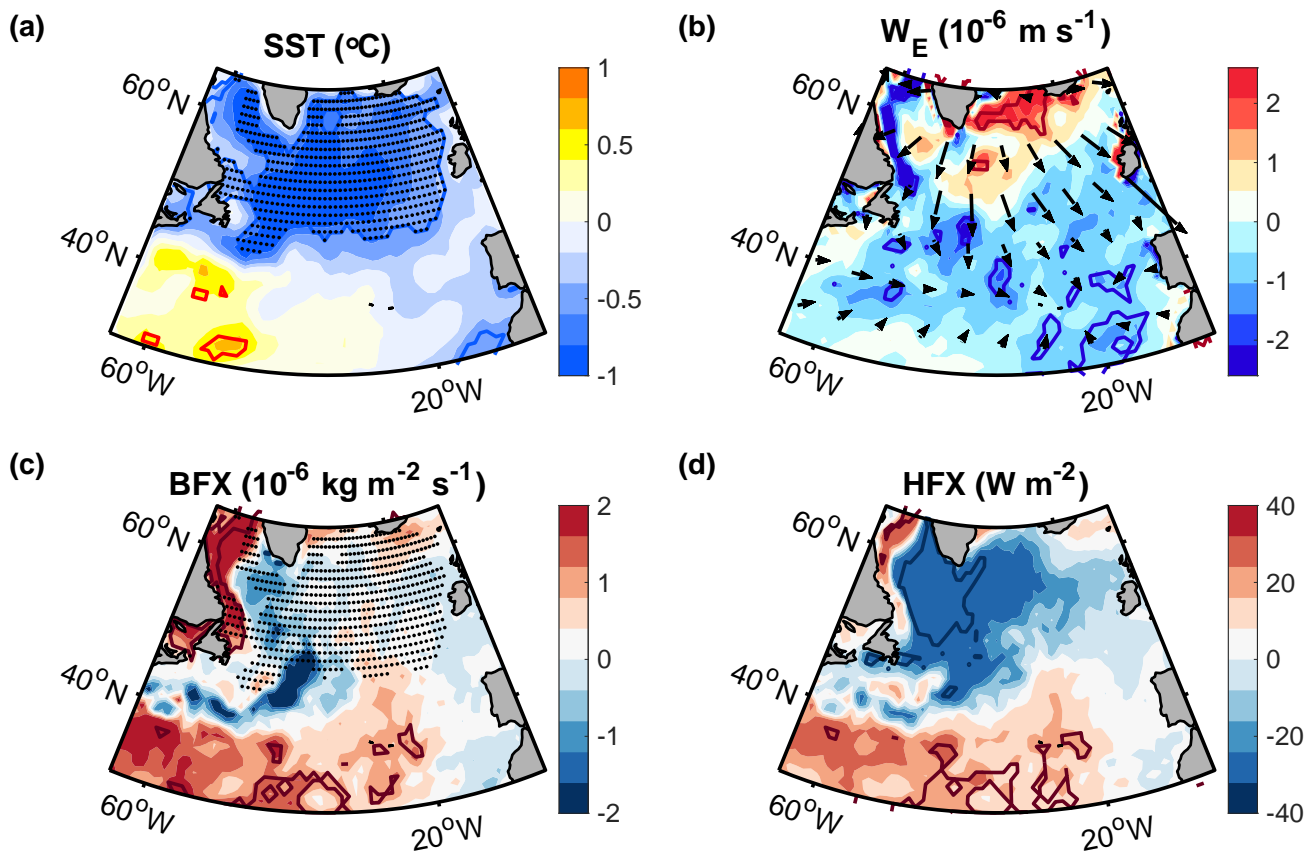 (a)
SST (°C)
60°N
40°N
60°W
20°W
1
0.5
0
-0.5
-1
(b)
W_E (10^-6 m s^-1)
60°N
40°N
60°W
20°W
2
1
0
-1
-2
(c)
BFX (10^-6 kg m^-2 s^-1)
60°N
40°N
60°W
20°W
2
1
0
-1
-2
(d)
HFX (W m^-2)
60°N
40°N
60°W
20°W
40
20
0
-20
-40